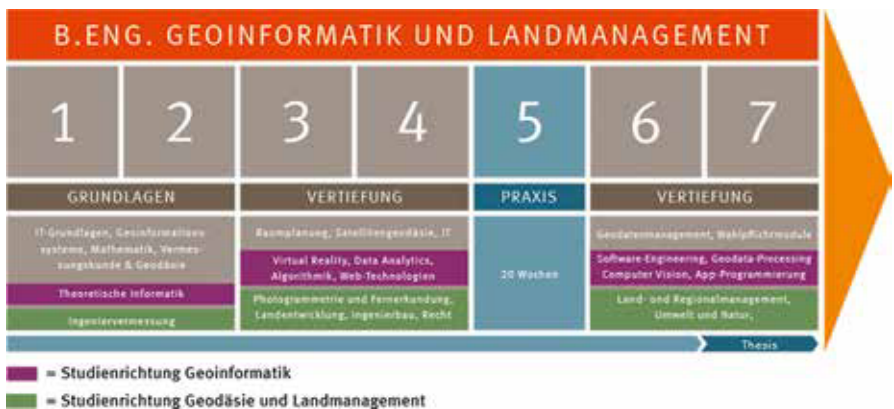 B.ENG. GEOINFORMATIK UND LANDMANAGEMENT
1 2 3 4 5 6 7
GRUNDLAGEN VERTIEFUNG PRAXIS VERTIEFUNG
IT-Grundlagen, Geoinformations
systeme, Mathematik, Vermes-
sungskunde & Geodäsie
Theoretische Informatik
Ingeniervermessung
Raumplanung, Satellitengeodäsie, IT
Virtual Reality, Data Analytics,
Algorithmik, Web-Technologien
Photogrammetrie und Fernerkundung,
Landentwicklung, Ingenierbau, Recht
20 Wochen
Geodatenmanagement, Wahlpflichtmodule
Software-Engineering, Geodata-Processing
Computer Vision, App-Programmierung
Land- und Regionalmanagement,
Umwelt und Natur,
Thesis
= Studienrichtung Geoinformatik
= Studienrichtung Geodäsie und Landmanagement